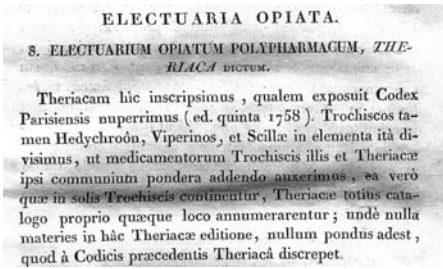 ELECTUARIA OPIATA.
8. ELECTUARIUM OPIATUM POLYPHARMACUM, THE-
RIACA DICTUM.
Theriacam hìc inscripsimus, qualem exposuit Codex
Parisiensis nuperrimus (ed. quinta 1758). Trochiscos ta-
men Hedychroôn, Viperinos, et Scillæ in elementa ità di-
visimus, ut medicamentorum Trochiscis illis et Theriacæ
ipsi communium pondera addendo auxerimus, ea verò
quæ in solis Trochiscis continentur, Theriacæ totius cata-
logo proprio quæque loco annumerarentur; undè nulla
materies in hâc Theriacæ editione, nullum pondus adest,
quod à Codicis præcedentis Theriacâ discrepet.